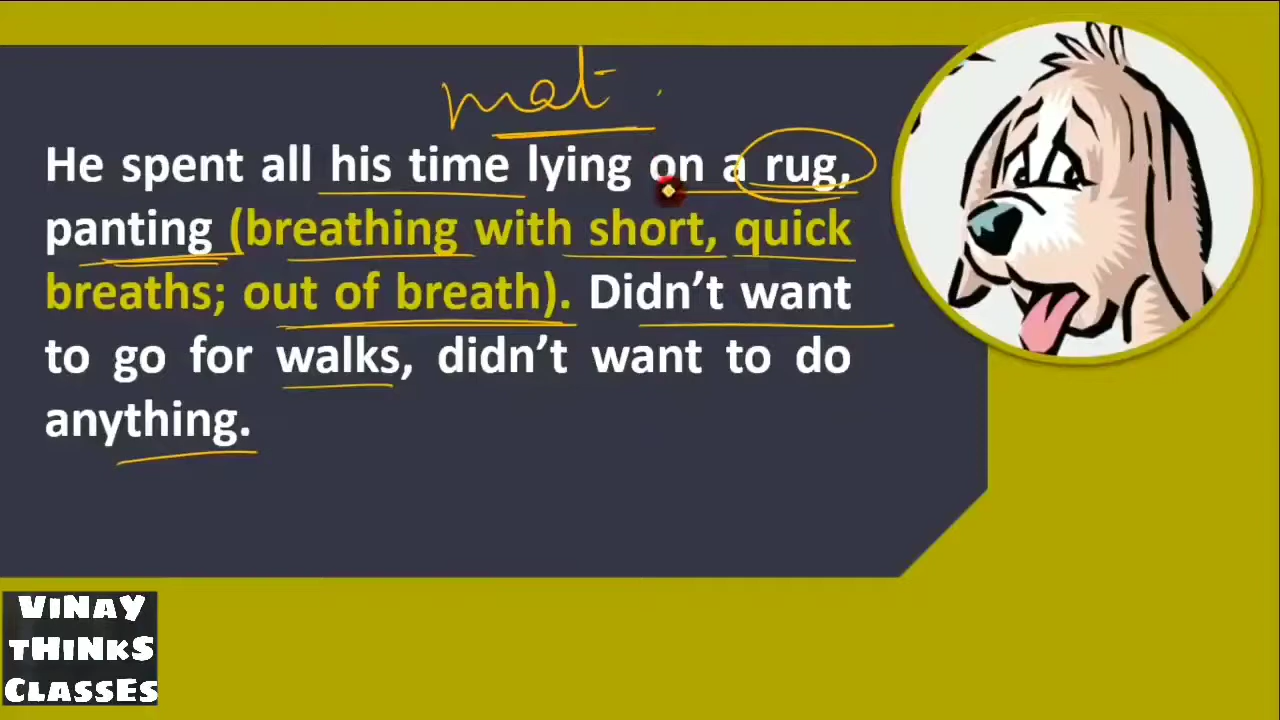 mat
He spent all his time lying on a rug,
panting (breathing with short, quick
breaths; out of breath). Didn't want
to go for walks, didn't want to do
anything.
ViNAY
THiNKS
CLASSES